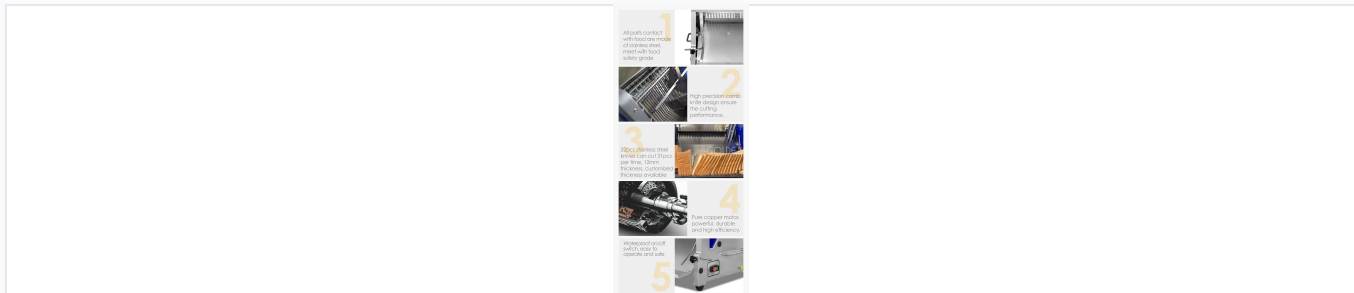 1
All parts contact
with food are made
of stainless steel,
meet with food
safety grade.
2
High precision comb
knife design ensure
the cutting
performance.
3
32pcs stainless steel
knives can cut 31pcs
per time, 12mm
thickness, customized
thickness available
4
Pure copper motor,
powerful, durable
and high efficiency.
Waterproof on/off
switch, easy to
operate and safe
5